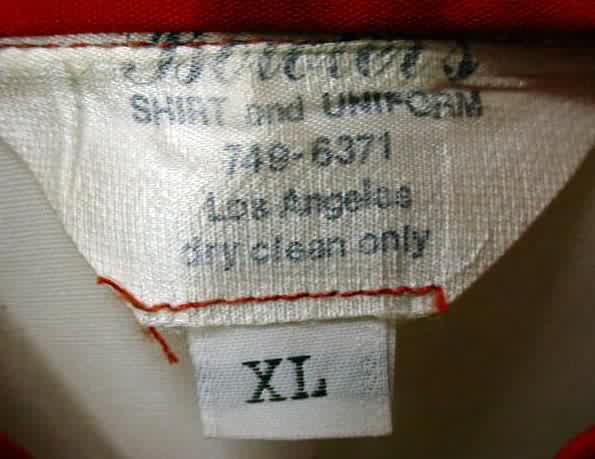 SHIRT and UNIFORM
749-6371
Los Angeles
dry clean only
XL